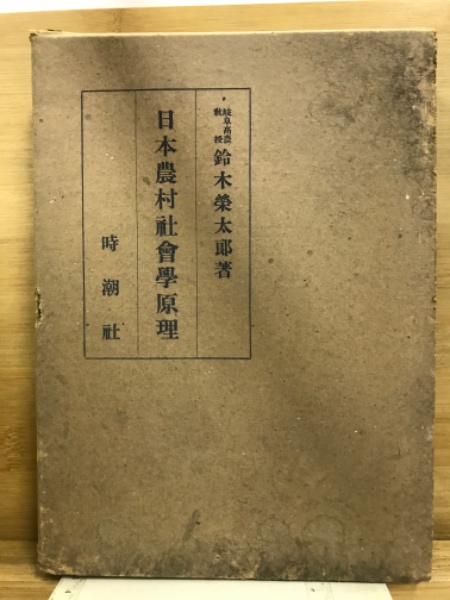 岐阜高農教授 鈴木榮太郎著
日本農村社會學原理
時潮社